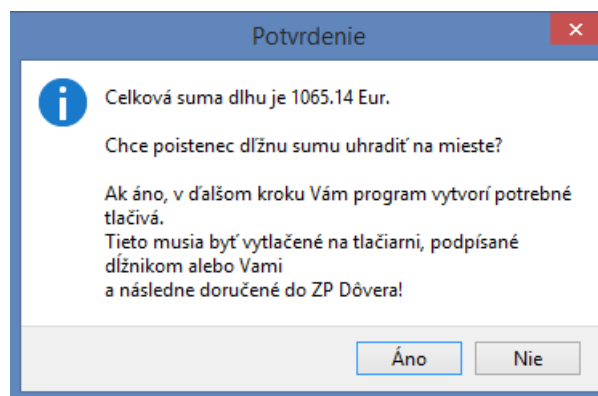 Potvrdenie
Celková suma dlhu je 1065.14 Eur.
Chce poistenec dĺžnu sumu uhradiť na mieste?
Ak áno, v ďalšom kroku Vám program vytvorí potrebné
tlačivá.
Tieto musia byť vytlačené na tlačiarni, podpísané
dĺžnikom alebo Vami
a následne doručené do ZP Dôvera!
Áno
Nie